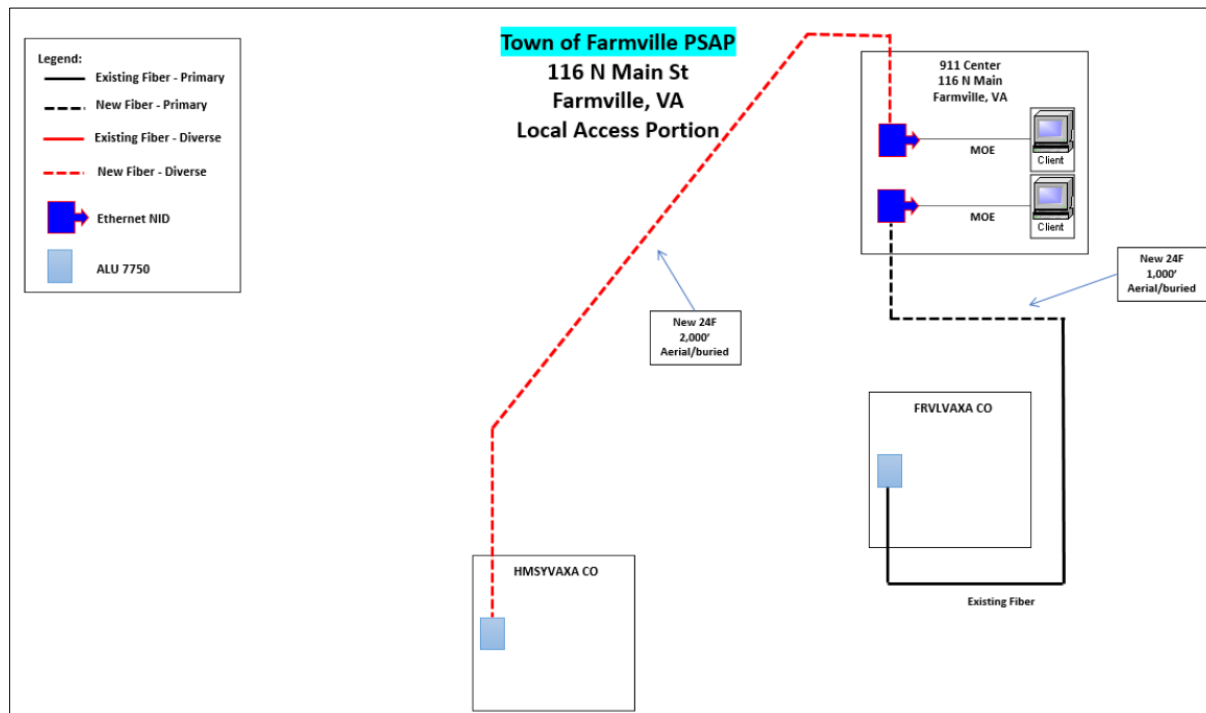 Legend:
Existing Fiber - Primary
New Fiber - Primary
Existing Fiber - Diverse
New Fiber - Diverse
Ethernet NID
ALU 7750
Town of Farmville PSAP
116 N Main St
Farmville, VA
Local Access Portion
911 Center
116 N Main
Farmville, VA
MOE
Client
MOE
Client
New 24F
1,000’
Aerial/buried
New 24F
2,000’
Aerial/buried
FRVLVAXA CO
HMSYVAXA CO
Existing Fiber